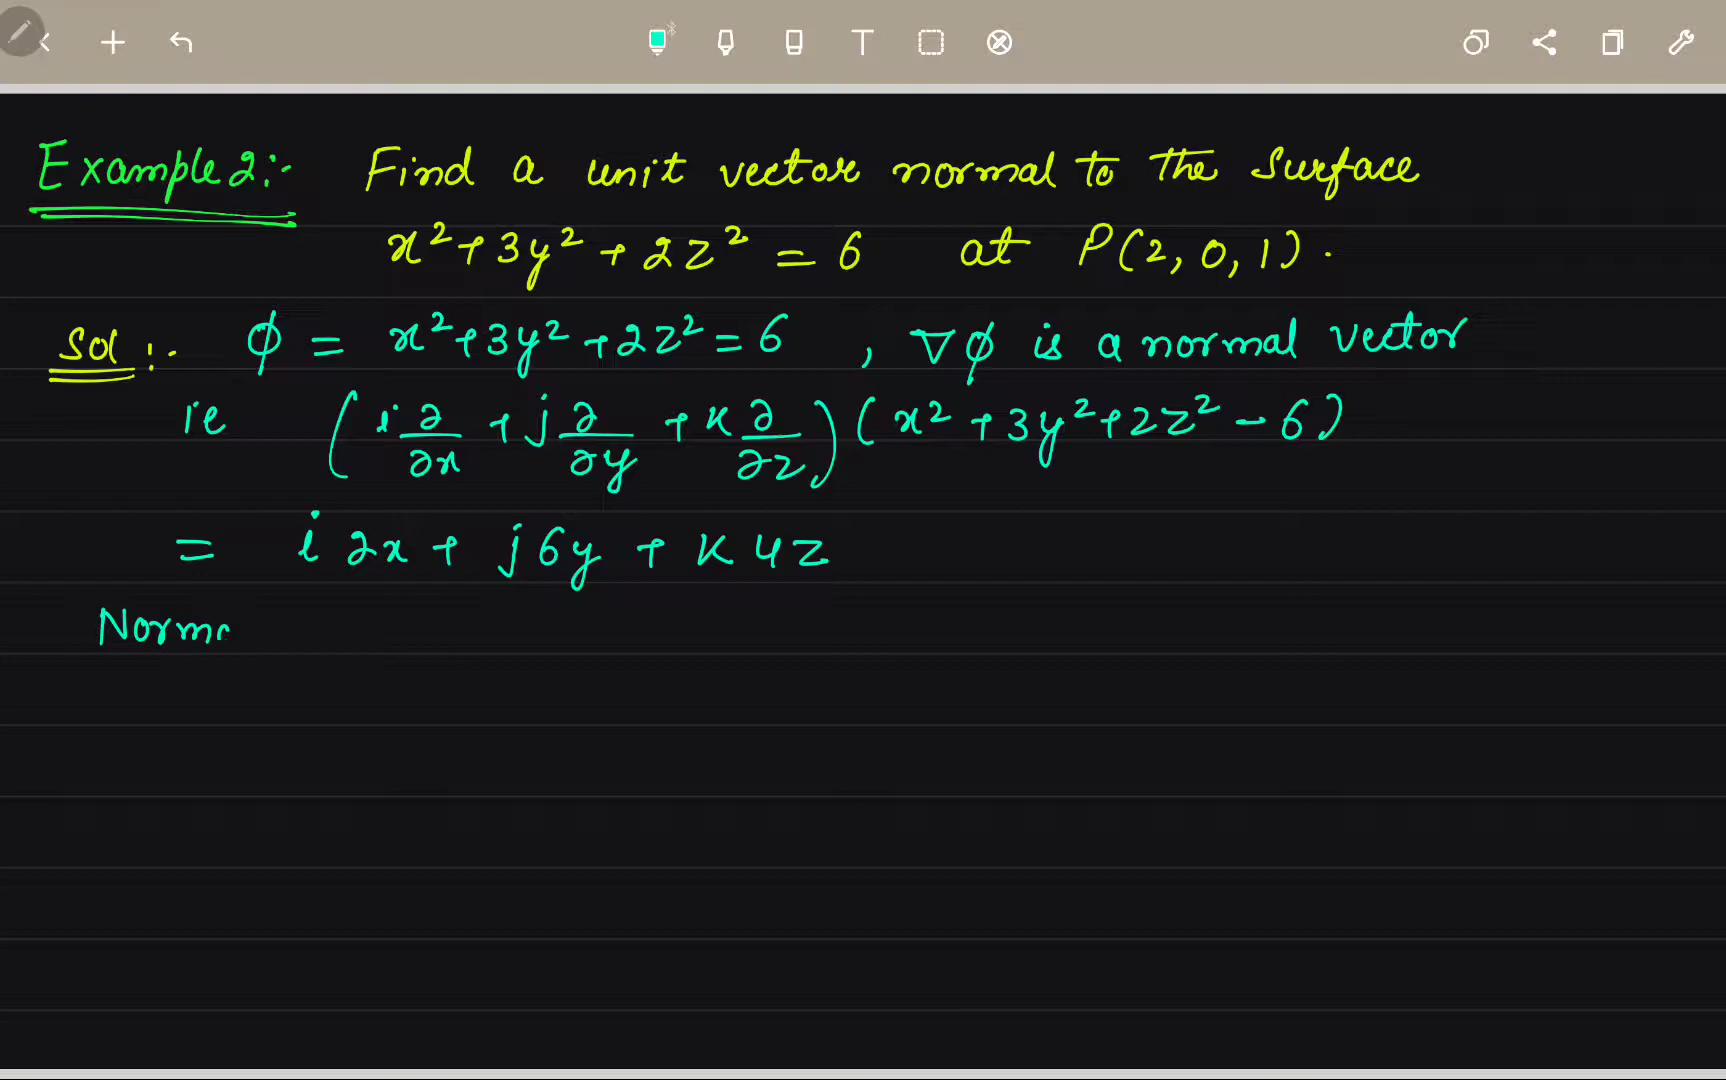 Example 2:- Find a unit vector normal to the surface
x²+3y²+2z² = 6 at P(2,0,1).
Sol:- ϕ = x²+3y²+2z²=6 , ∇ϕ is a normal vector
ie (i ∂/∂x + j ∂/∂y + k ∂/∂z)(x²+3y²+2z²-6)
= i 2x + j 6y + k 4z
Norma